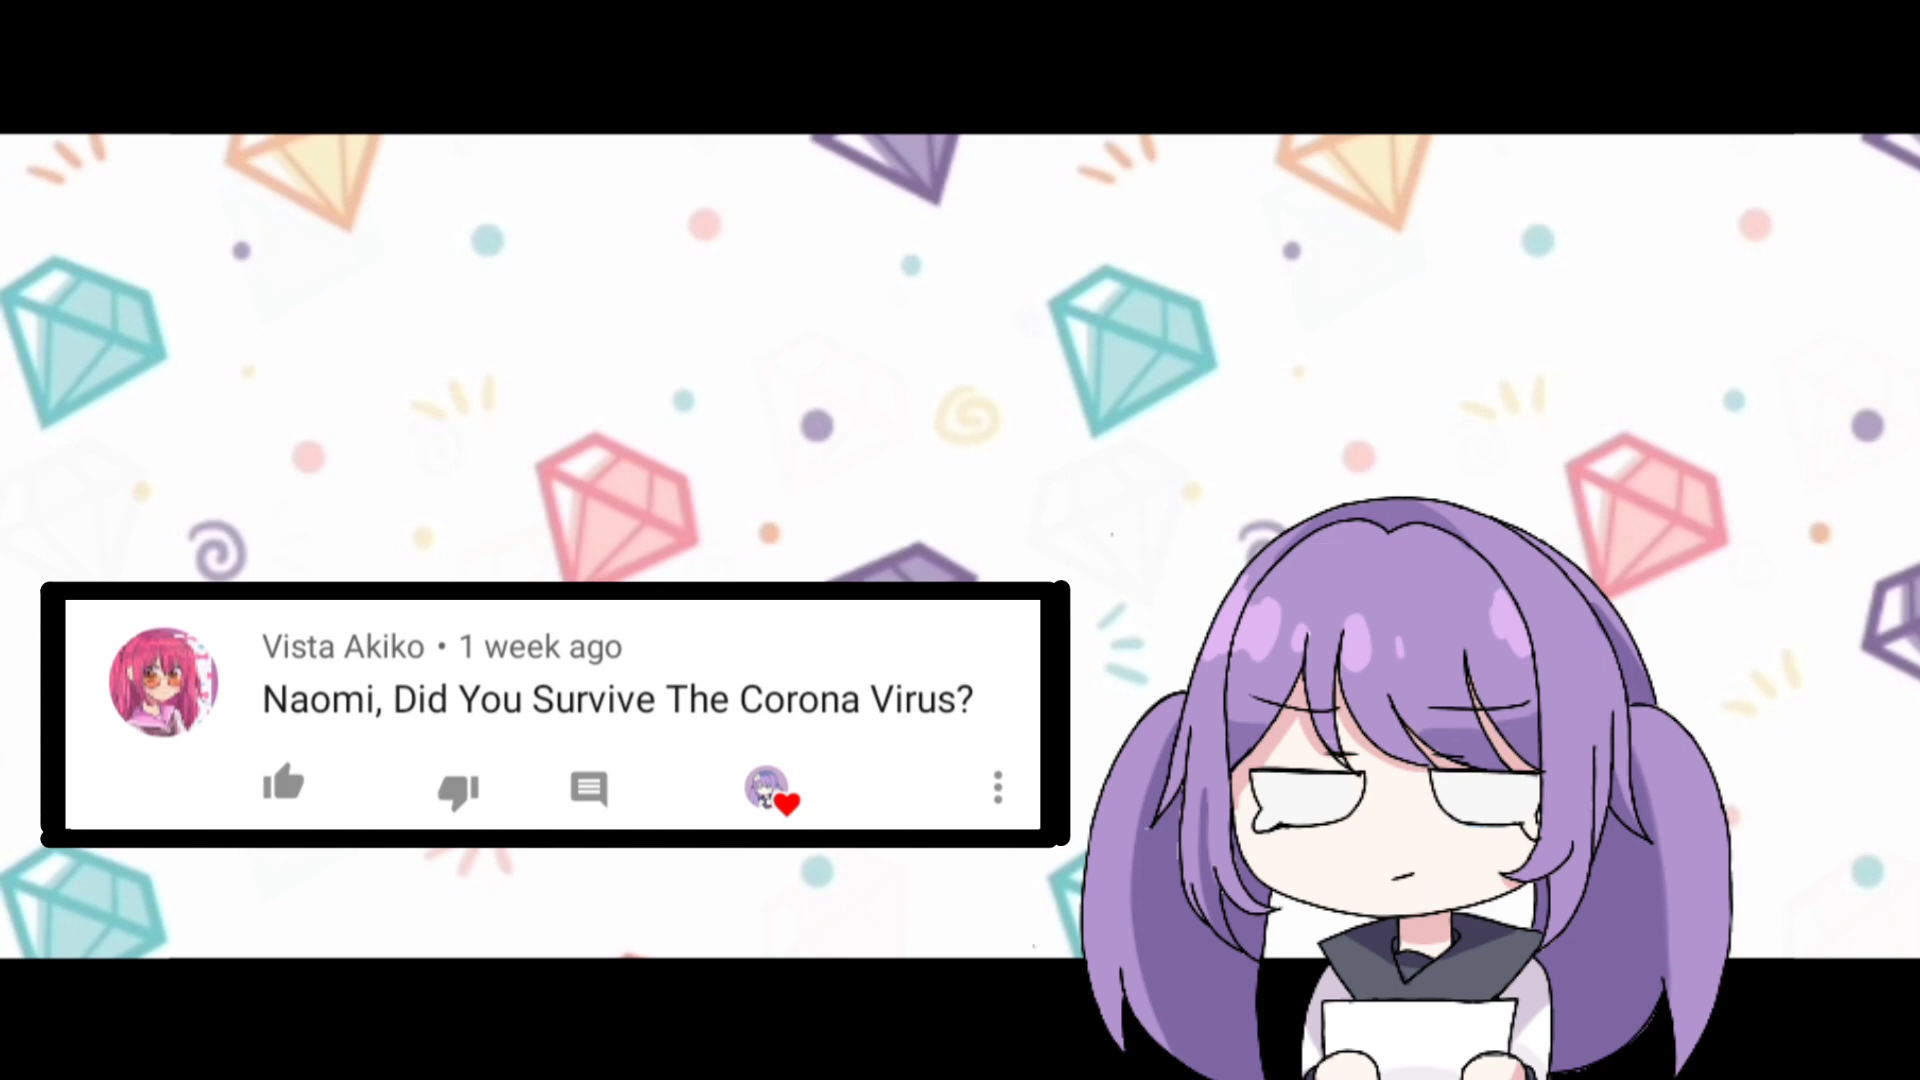 Vista Akiko • 1 week ago
Naomi, Did You Survive The Corona Virus?